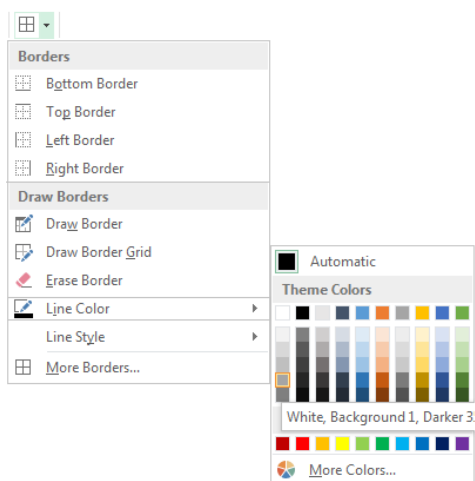 Borders
Bottom Border
Top Border
Left Border
Right Border
Draw Borders
Draw Border
Draw Border Grid
Erase Border
Line Color
Line Style
More Borders...
Automatic
Theme Colors
White, Background 1, Darker 3
More Colors...